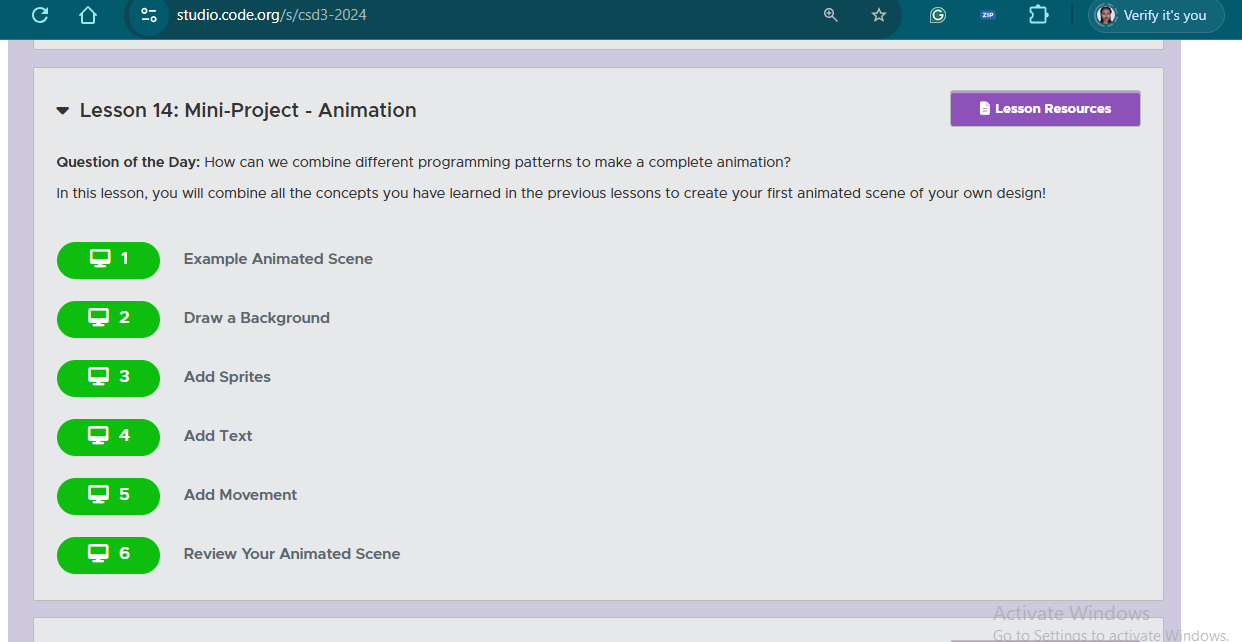 studio.code.org/s/csd3-2024
ZIP
Verify it's you
Lesson 14: Mini-Project - Animation
Lesson Resources
Question of the Day: How can we combine different programming patterns to make a complete animation?
In this lesson, you will combine all the concepts you have learned in the previous lessons to create your first animated scene of your own design!
1 Example Animated Scene
2 Draw a Background
3 Add Sprites
4 Add Text
5 Add Movement
6 Review Your Animated Scene
Activate Windows
Go to Settings to activate Windows.